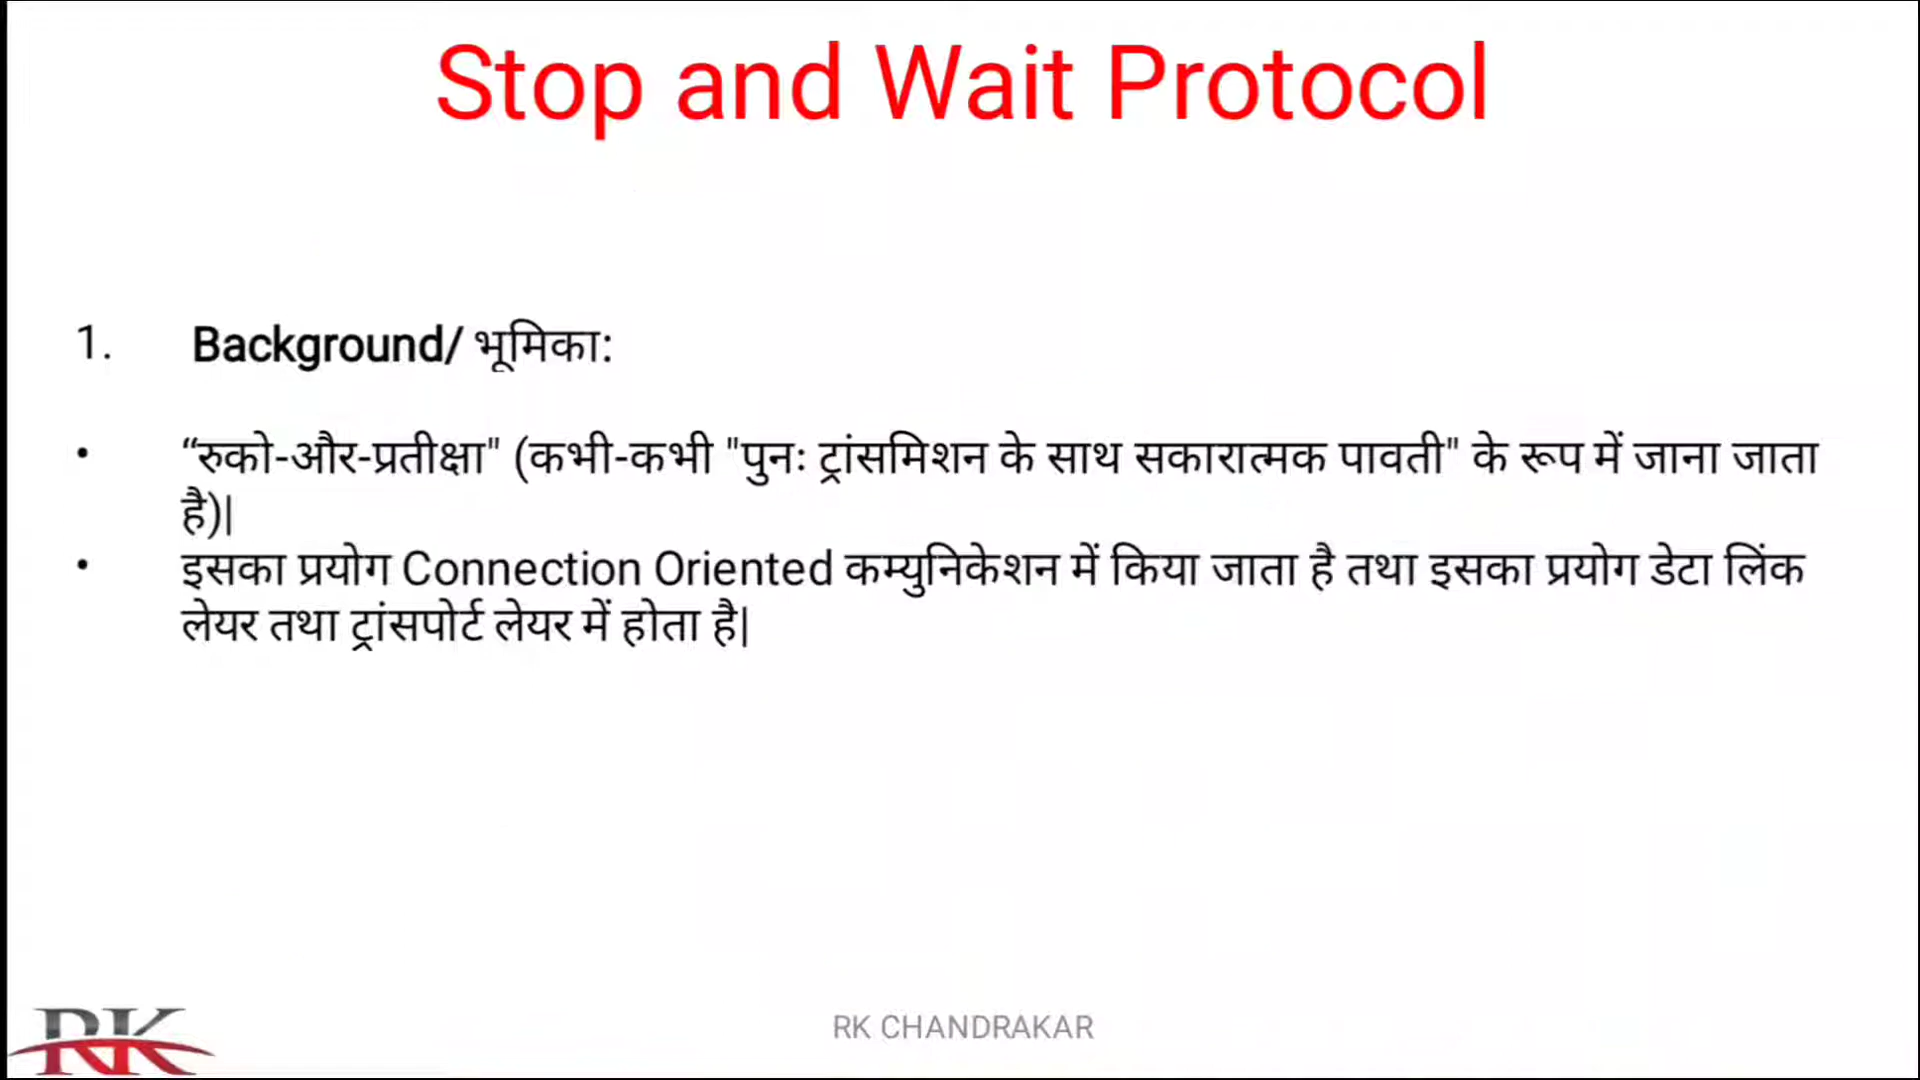 Stop and Wait Protocol
1. Background/ भूमिका:
• “रुको-और-प्रतीक्षा" (कभी-कभी "पुनः ट्रांसमिशन के साथ सकारात्मक पावती" के रूप में जाना जाता
है)|
• इसका प्रयोग Connection Oriented कम्युनिकेशन में किया जाता है तथा इसका प्रयोग डेटा लिंक
लेयर तथा ट्रांसपोर्ट लेयर में होता है|
RK
RK CHANDRAKAR